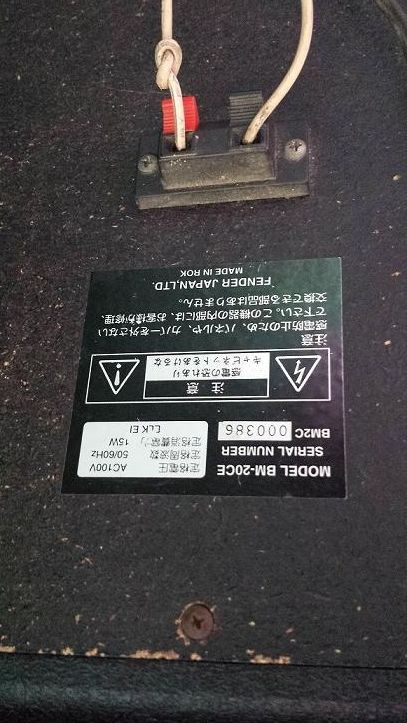 MODEL BM-20CE
SERIAL NUMBER
BM2C 000386
定格電圧 AC100V
定格周波数 50/60Hz
定格消費電力 15W
注意
感電の恐れあり
キャビネットをあけるな
注意
感電防止のため、パネルや、カバーを外さない
で下さい。この機器の内部には、お客様が修理、
交換できる部品はありません。
FENDER JAPAN,LTD.
MADE IN ROK